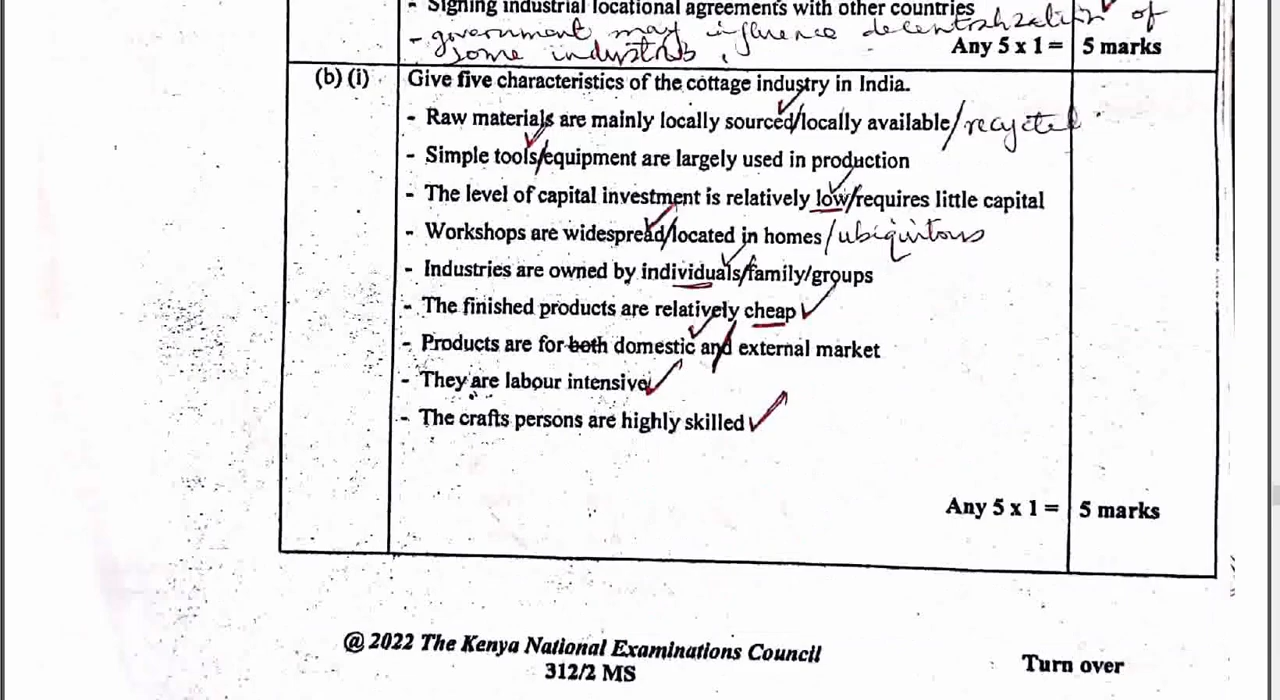 - Signing industrial locational agreements with other countries
- government may influence decentralization of
some industries.
Any 5 x 1 = 5 marks
(b) (i) Give five characteristics of the cottage industry in India.
- Raw materials are mainly locally sourced/locally available/recycled
- Simple tools/equipment are largely used in production
- The level of capital investment is relatively low/requires little capital
- Workshops are widespread/located in homes/ubiquitous
- Industries are owned by individuals/family/groups
- The finished products are relatively cheap
- Products are for both domestic and external market
- They are labour intensive
- The crafts persons are highly skilled
Any 5 x 1 = 5 marks
@ 2022 The Kenya National Examinations Council
312/2 MS
Turn over